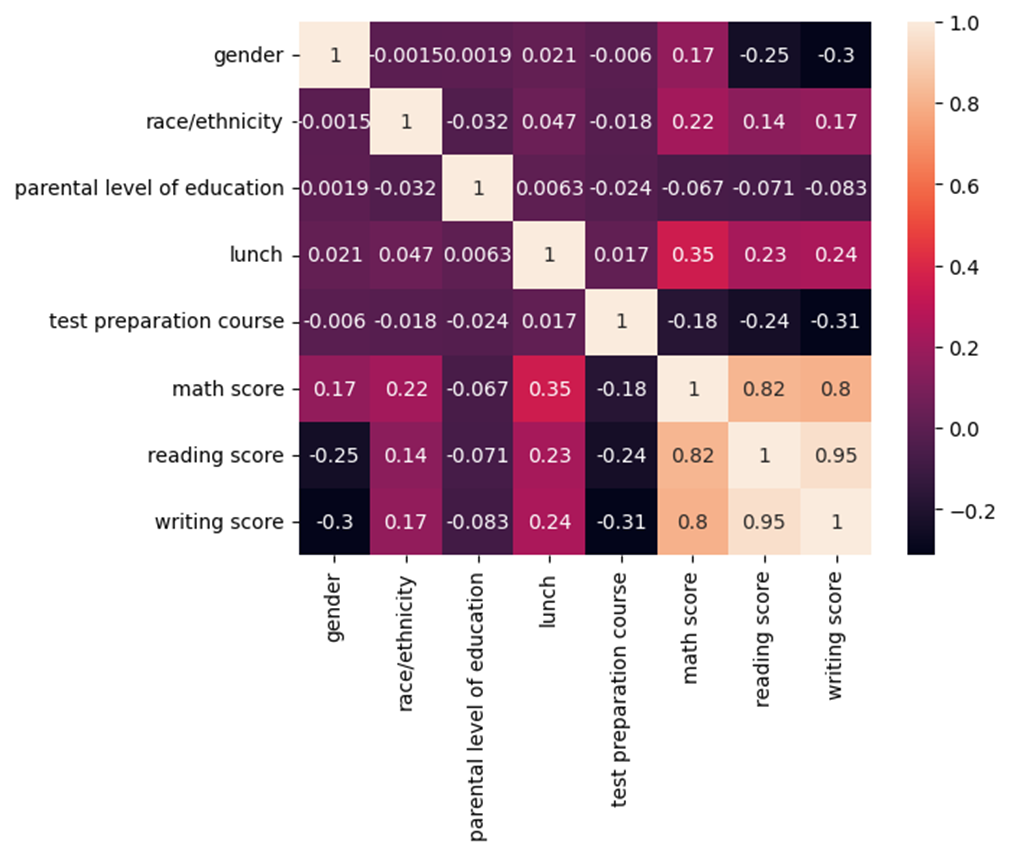 gender 1 -0.0015 0.0019 0.021 -0.006 0.17 -0.25 -0.3
race/ethnicity -0.0015 1 -0.032 0.047 -0.018 0.22 0.14 0.17
parental level of education 0.0019 -0.032 1 0.0063 -0.024 -0.067 -0.071 -0.083
lunch 0.021 0.047 0.0063 1 0.017 0.35 0.23 0.24
test preparation course -0.006 -0.018 -0.024 0.017 1 -0.18 -0.24 -0.31
math score 0.17 0.22 -0.067 0.35 -0.18 1 0.82 0.8
reading score -0.25 0.14 -0.071 0.23 -0.24 0.82 1 0.95
writing score -0.3 0.17 -0.083 0.24 -0.31 0.8 0.95 1
gender
race/ethnicity
parental level of education
lunch
test preparation course
math score
reading score
writing score
1.0
0.8
0.6
0.4
0.2
0.0
−0.2